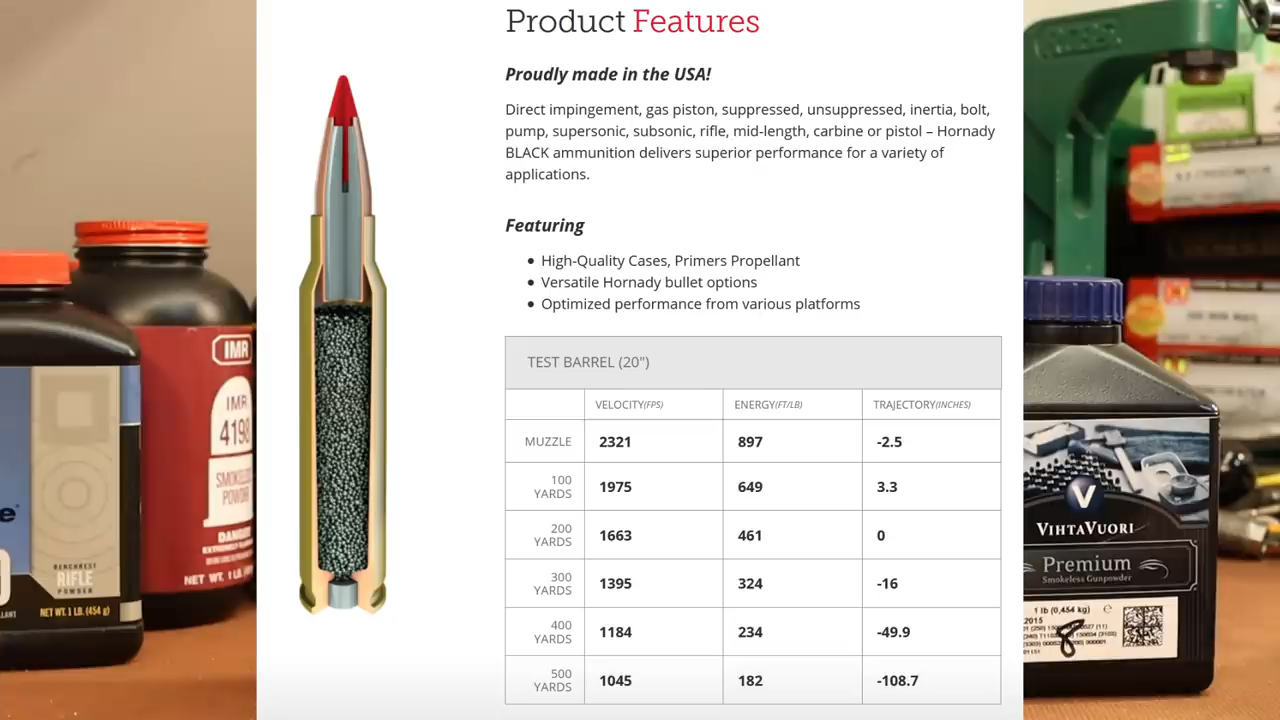 Product Features
Proudly made in the USA!
Direct impingement, gas piston, suppressed, unsuppressed, inertia, bolt,
pump, supersonic, subsonic, rifle, mid-length, carbine or pistol – Hornady
BLACK ammunition delivers superior performance for a variety of
applications.
Featuring
• High-Quality Cases, Primers Propellant
• Versatile Hornady bullet options
• Optimized performance from various platforms
TEST BARREL (20")
VELOCITY(FPS) ENERGY(FT/LB) TRAJECTORY(INCHES)
MUZZLE 2321 897 -2.5
100 YARDS 1975 649 3.3
200 YARDS 1663 461 0
300 YARDS 1395 324 -16
400 YARDS 1184 234 -49.9
500 YARDS 1045 182 -108.7
IMR
IMR
4198
SMOKELESS
POWDER
DANGER
NET WT. 1 LB.
BENCHREST
RIFLE
POWDER
NET WT. 1 LB. (454 g)
V
VIHTAVUORI
Premium
Smokeless Gunpowder
1 lb (0,454 kg)
2015
8